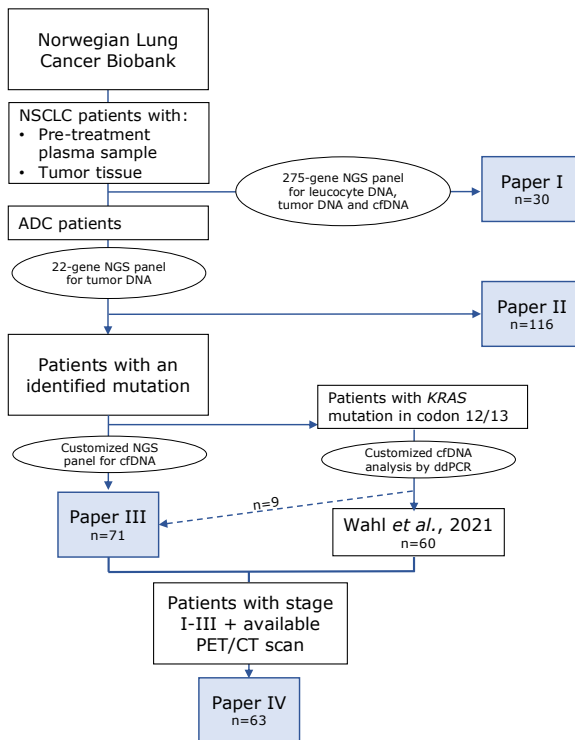 Norwegian Lung
Cancer Biobank
NSCLC patients with:
• Pre-treatment
plasma sample
• Tumor tissue
275-gene NGS panel
for leucocyte DNA,
tumor DNA and cfDNA
Paper I
n=30
ADC patients
22-gene NGS panel
for tumor DNA
Paper II
n=116
Patients with an
identified mutation
Patients with KRAS
mutation in codon 12/13
Customized NGS
panel for cfDNA
Customized cfDNA
analysis by ddPCR
n=9
Paper III
n=71
Wahl et al., 2021
n=60
Patients with stage
I-III + available
PET/CT scan
Paper IV
n=63